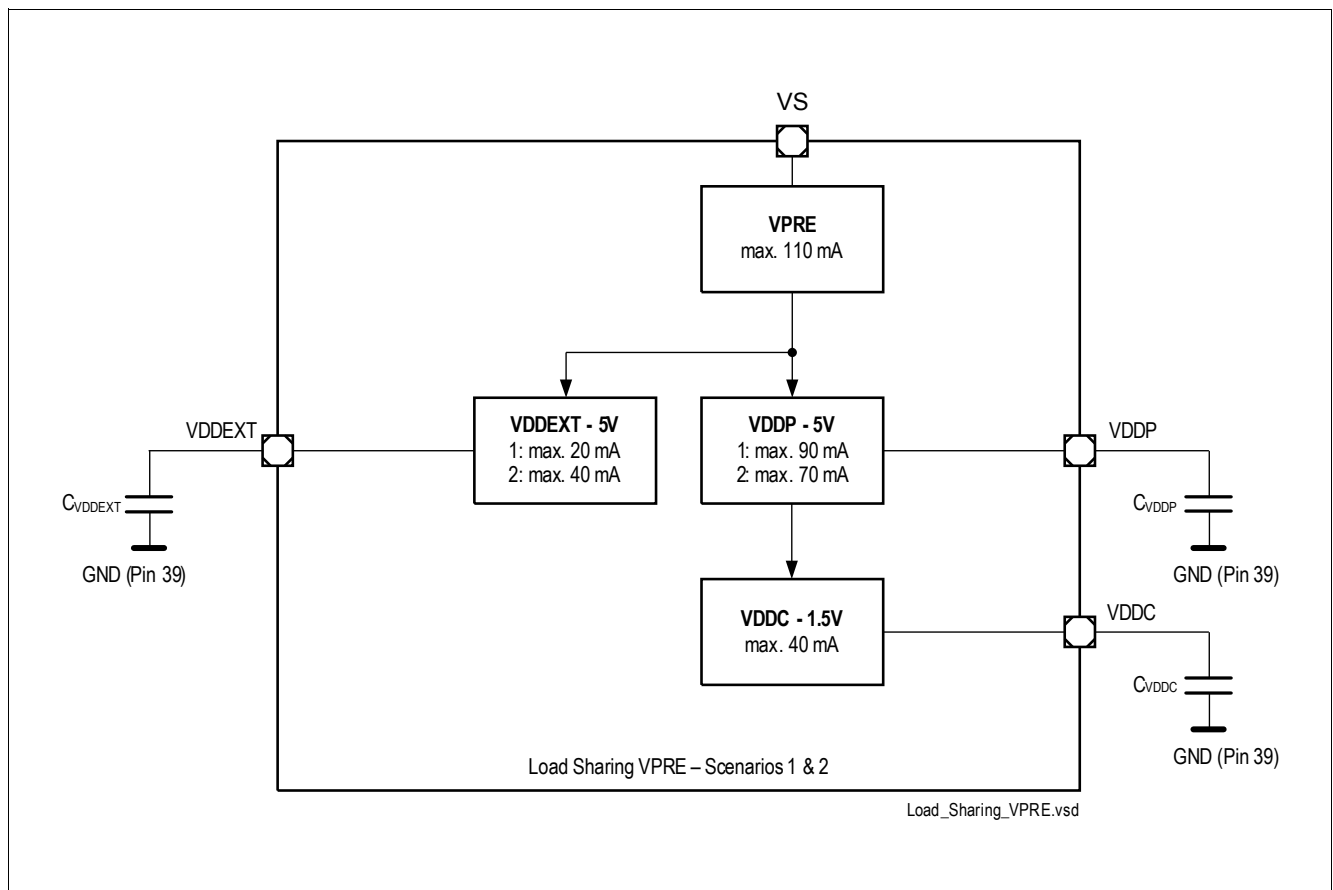 VS
VPRE
max. 110 mA
VDDEXT
VDDEXT - 5V
1: max. 20 mA
2: max. 40 mA
VDDP - 5V
1: max. 90 mA
2: max. 70 mA
VDDP
CVDDEXT
GND (Pin 39)
CVDDP
GND (Pin 39)
VDDC - 1.5V
max. 40 mA
VDDC
CVDDC
GND (Pin 39)
Load Sharing VPRE – Scenarios 1 & 2
Load_Sharing_VPRE.vsd